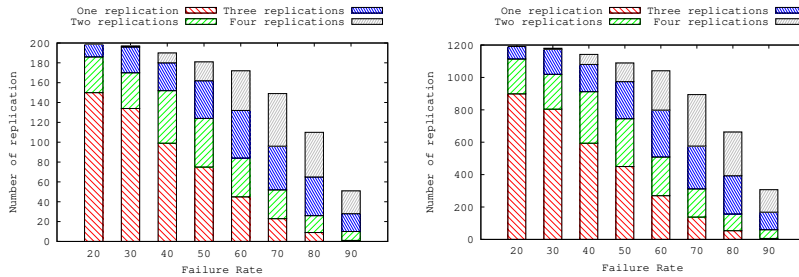 One replication Three replications
Two replications Four replications
200
180
160
140
120
100
80
60
40
20
0
Number of replication
20 30 40 50 60 70 80 90
Failure Rate
One replication Three replications
Two replications Four replications
1200
1000
800
600
400
200
0
Number of replication
20 30 40 50 60 70 80 90
Failure Rate